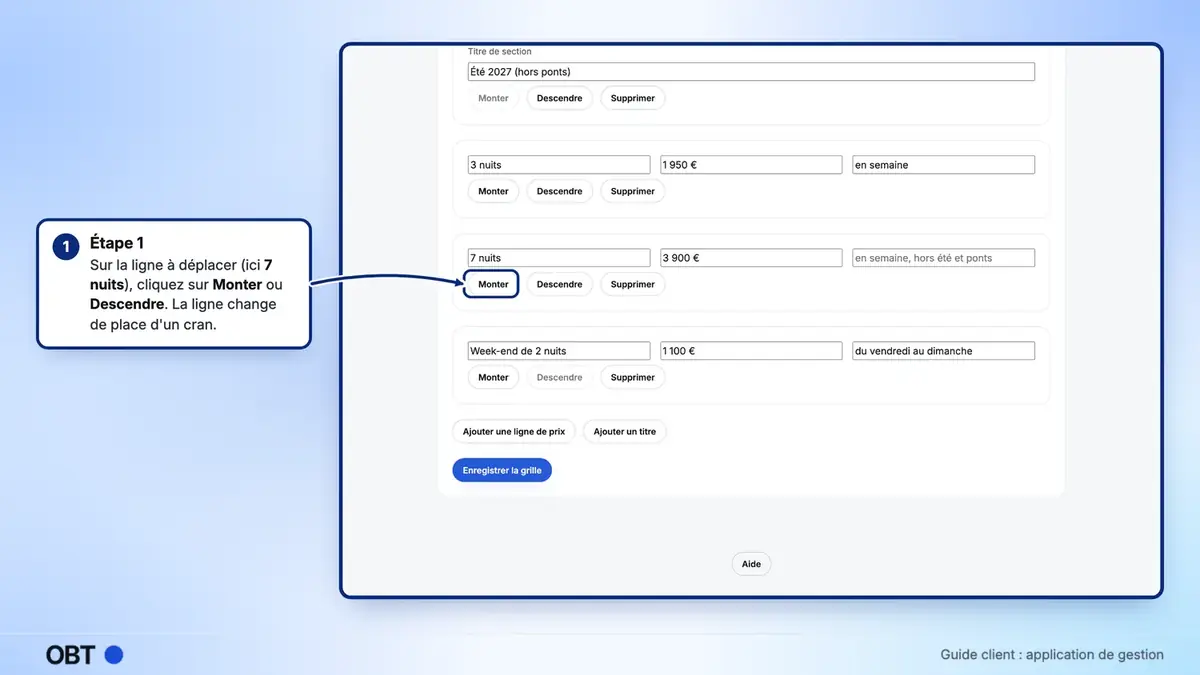 Titre de section
Été 2027 (hors ponts)
Monter Descendre Supprimer
3 nuits 1 950 € en semaine
Monter Descendre Supprimer
7 nuits 3 900 € en semaine, hors été et ponts
Monter Descendre Supprimer
Week-end de 2 nuits 1 100 € du vendredi au dimanche
Monter Descendre Supprimer
Ajouter une ligne de prix Ajouter un titre
Enregistrer la grille
Aide
1 Étape 1
Sur la ligne à déplacer (ici 7
nuits), cliquez sur Monter ou
Descendre. La ligne change
de place d'un cran.
OBT
Guide client : application de gestion